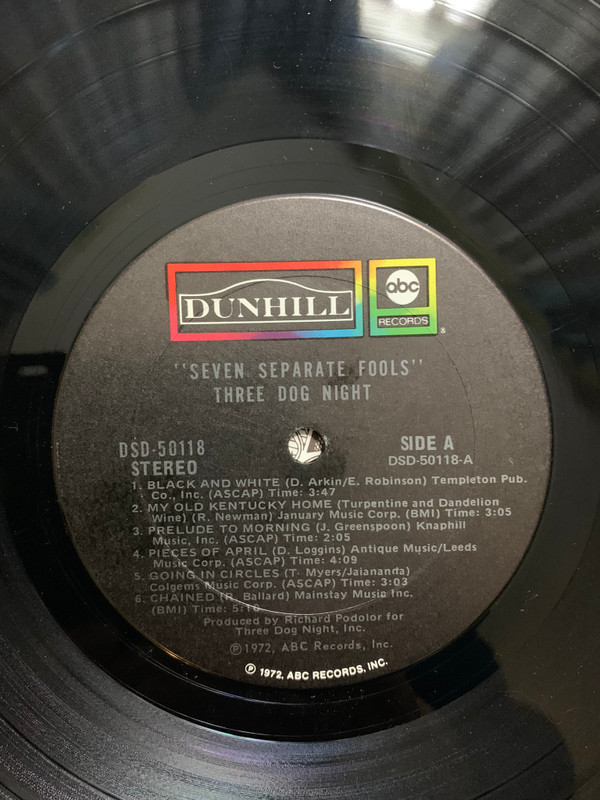 DUNHILL
abc
RECORDS
®
"SEVEN SEPARATE FOOLS"
THREE DOG NIGHT
DSD-50118
STEREO
SIDE A
DSD-50118-A
1. BLACK AND WHITE (D. Arkin/E. Robinson) Templeton Pub.
Co., Inc. (ASCAP) Time: 3:47
2. MY OLD KENTUCKY HOME (Turpentine and Dandelion
Wine) (R. Newman) January Music Corp. (BMI) Time: 3:05
3. PRELUDE TO MORNING (J. Greenspoon) Knaphill
Music, Inc. (ASCAP) Time: 2:05
4. PIECES OF APRIL (D. Loggins) Antique Music/Leeds
Music Corp. (ASCAP) Time: 4:09
5. GOING IN CIRCLES (T. Myers/Jaiananda)
Colgems Music Corp. (ASCAP) Time: 3:03
6. CHAINED (R. Ballard) Mainstay Music Inc.
(BMI) Time: 5:16
Produced by Richard Podolor for
Three Dog Night, Inc.
Ⓟ1972, ABC Records, Inc.
Ⓟ 1972, ABC RECORDS, INC.